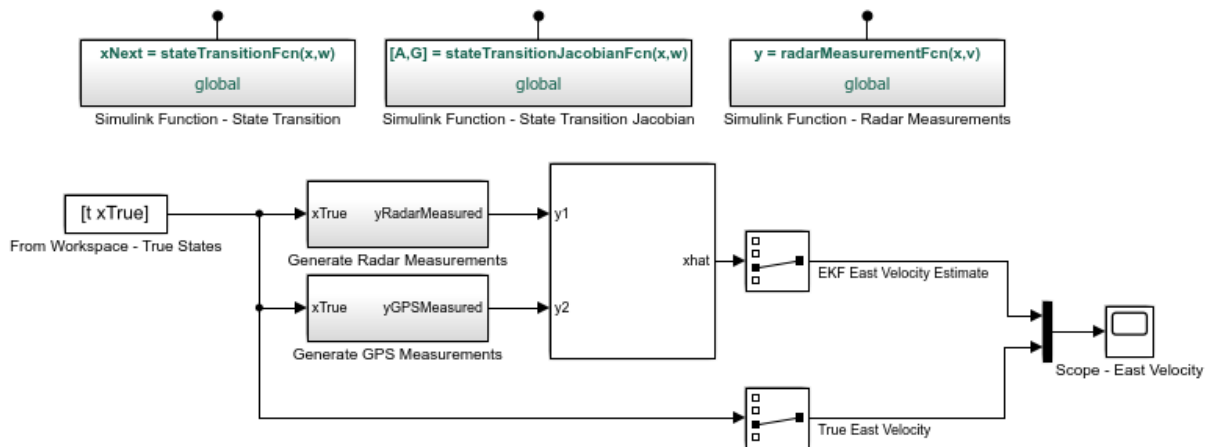 xNext = stateTransitionFcn(x,w)
global
Simulink Function - State Transition
[A,G] = stateTransitionJacobianFcn(x,w)
global
Simulink Function - State Transition Jacobian
y = radarMeasurementFcn(x,v)
global
Simulink Function - Radar Measurements
[t xTrue]
From Workspace - True States
xTrue yRadarMeasured
Generate Radar Measurements
xTrue yGPSMeasured
Generate GPS Measurements
y1
xhat
y2
EKF East Velocity Estimate
Scope - East Velocity
True East Velocity